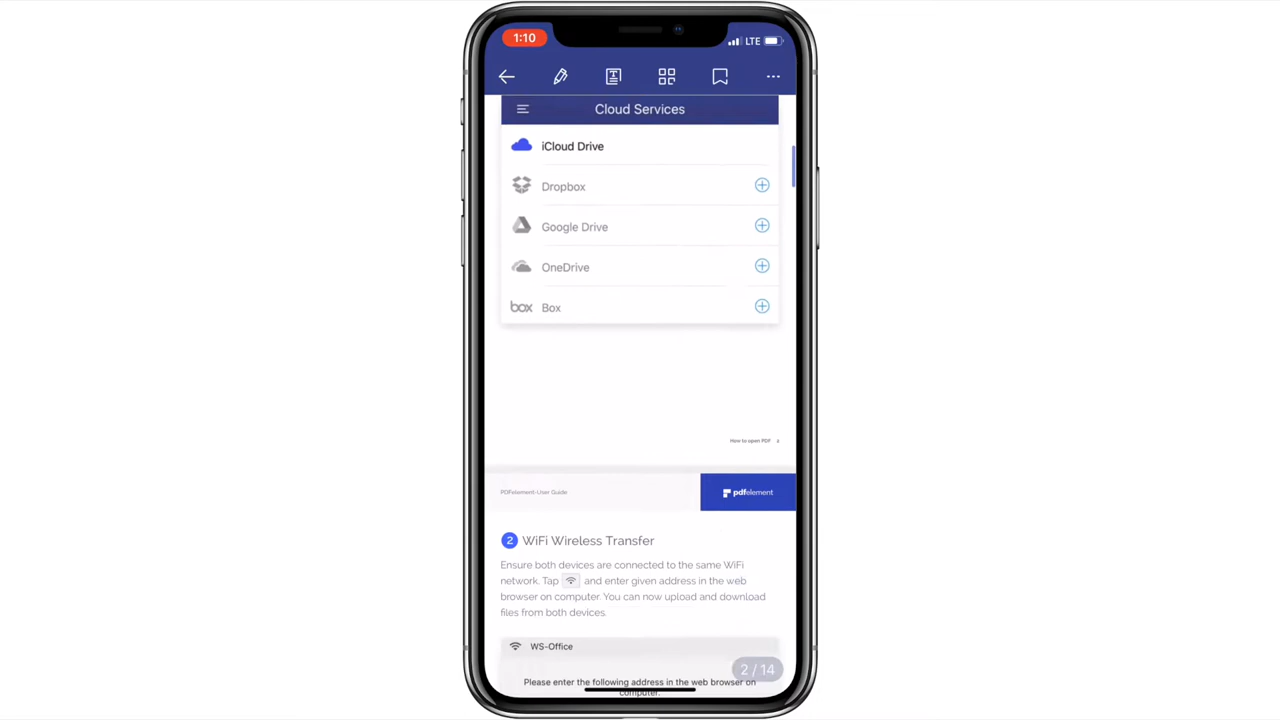 1:10
LTE
Cloud Services
iCloud Drive
Dropbox
Google Drive
OneDrive
box Box
How to open PDF 4
PDFelement-User Guide
pdfelement
2 WiFi Wireless Transfer
Ensure both devices are connected to the same WiFi
network. Tap and enter given address in the web
browser on computer. You can now upload and download
files from both devices.
WS-Office
2 / 14
Please enter the following address in the web browser on
computer.